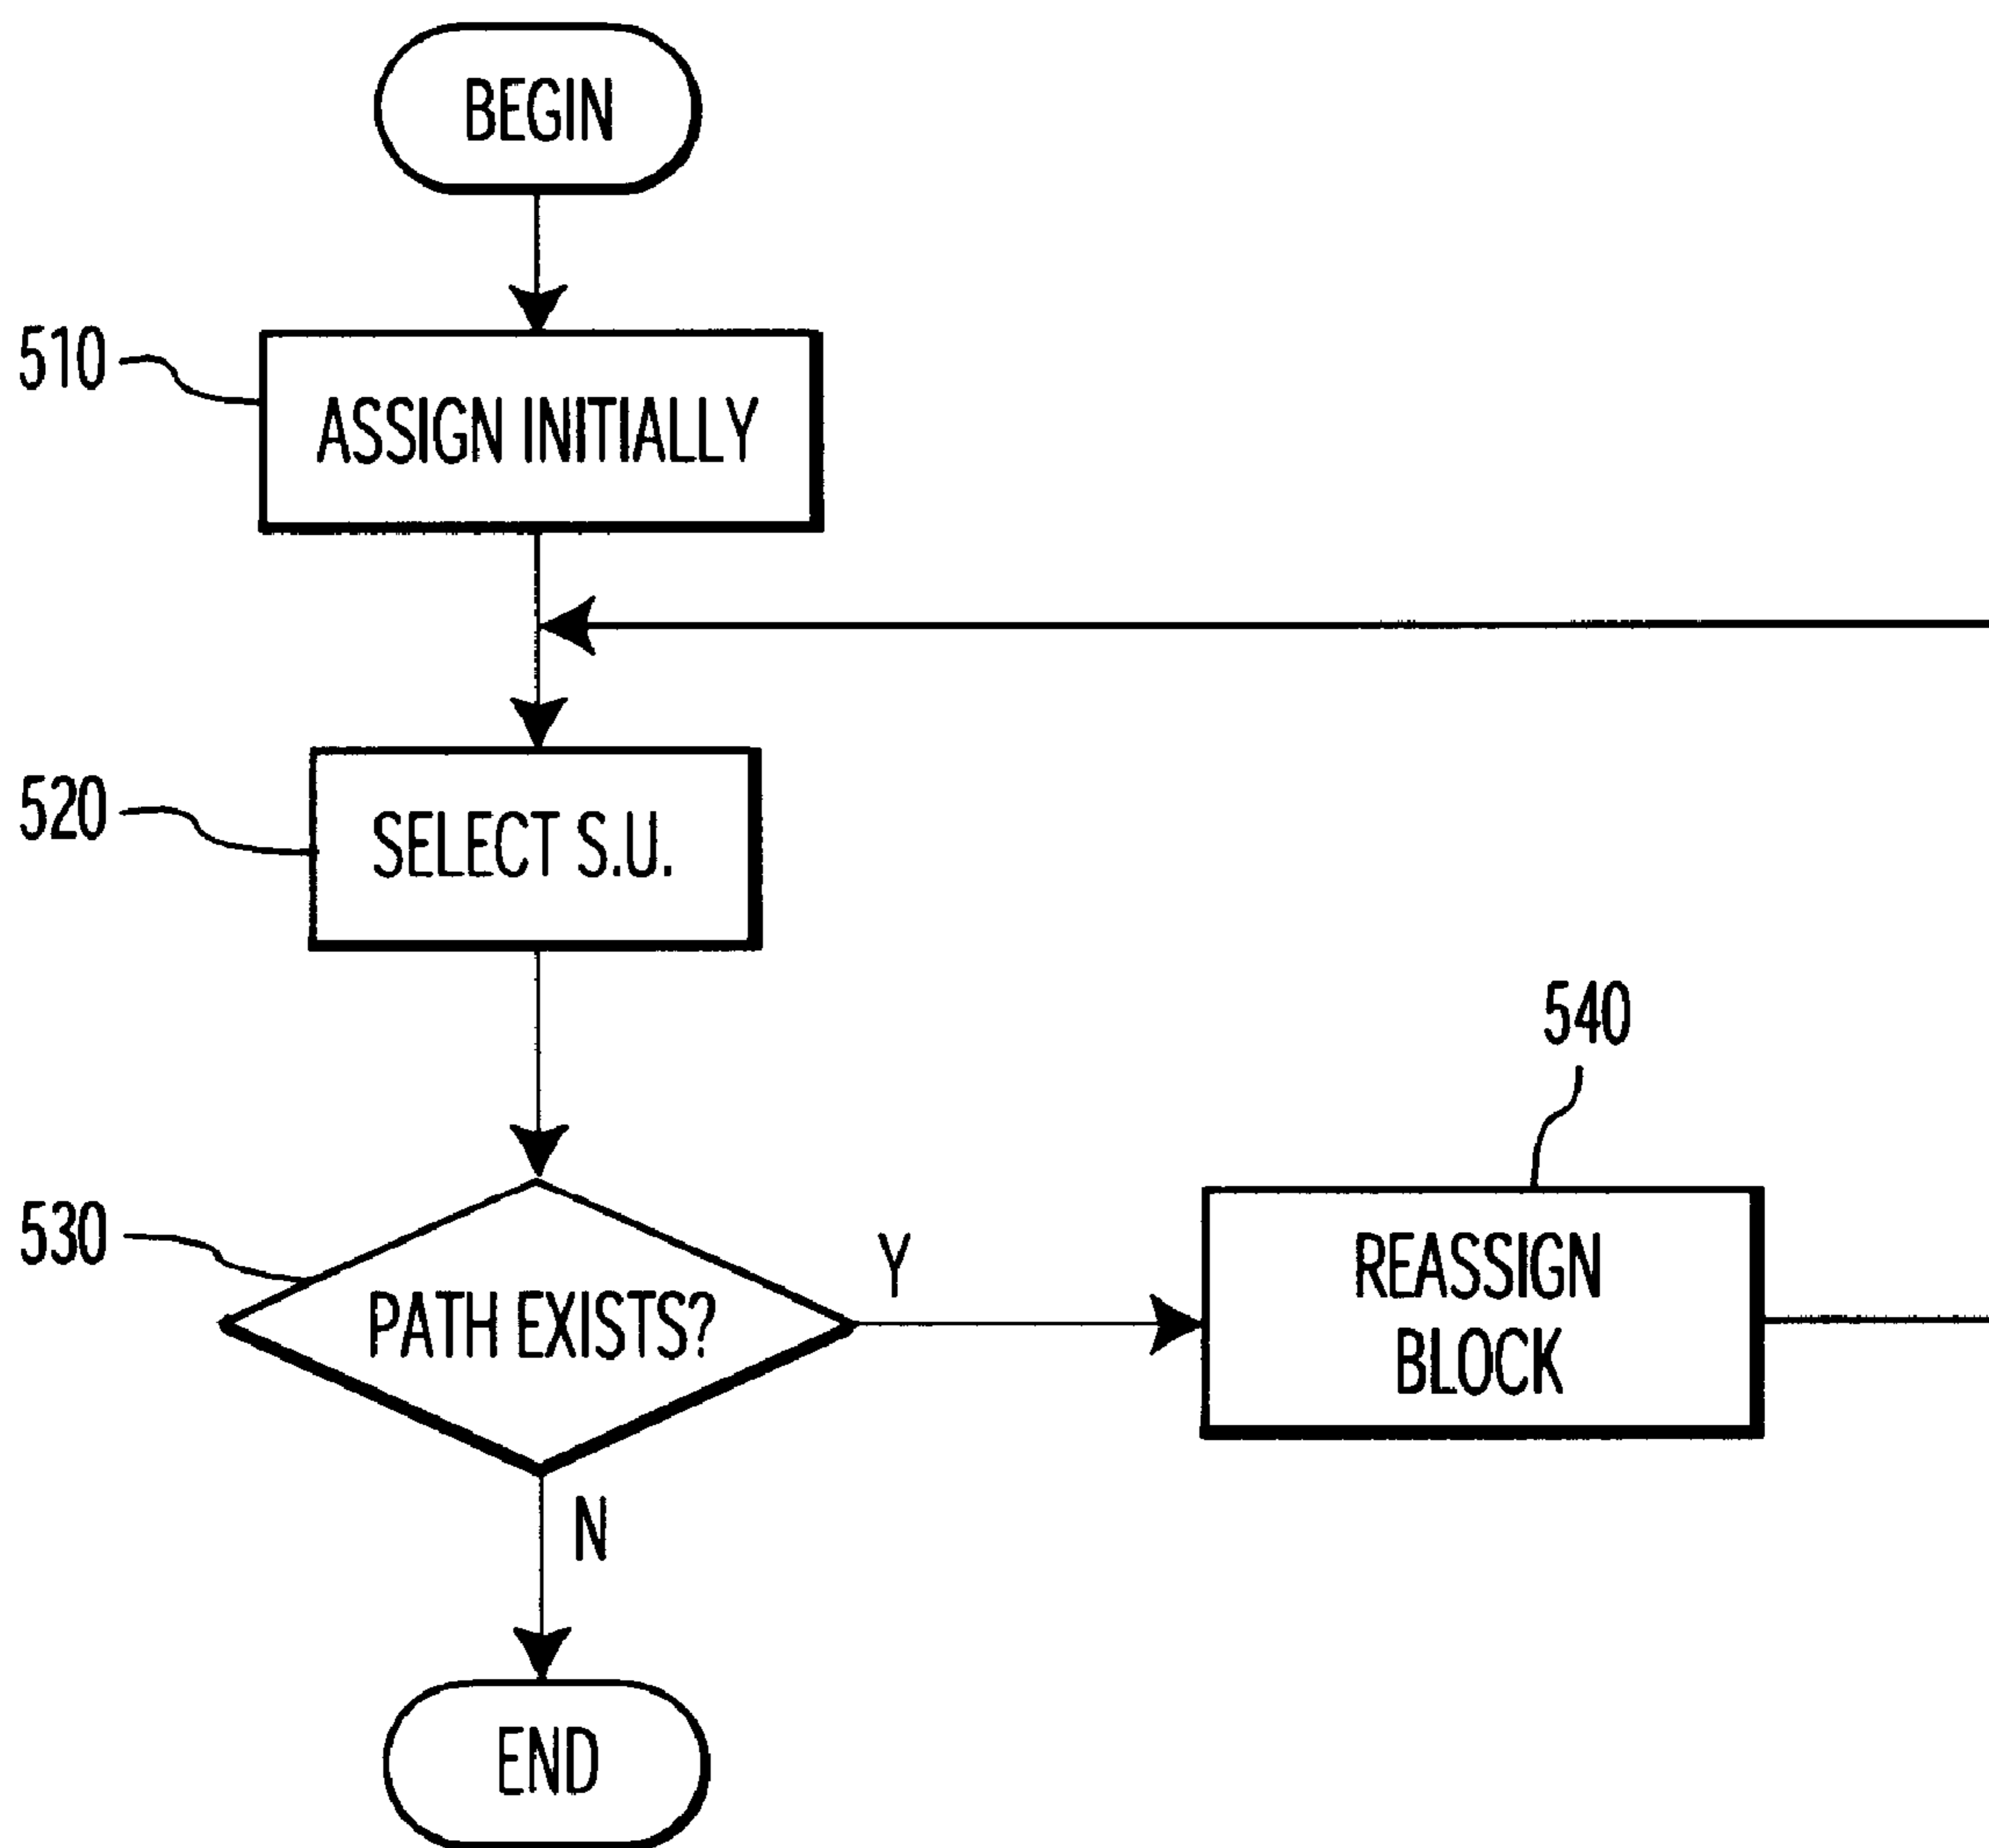 BEGIN
510
ASSIGN INITIALLY
520
SELECT S.U.
540
530
PATH EXISTS?
Y
REASSIGN
BLOCK
N
END